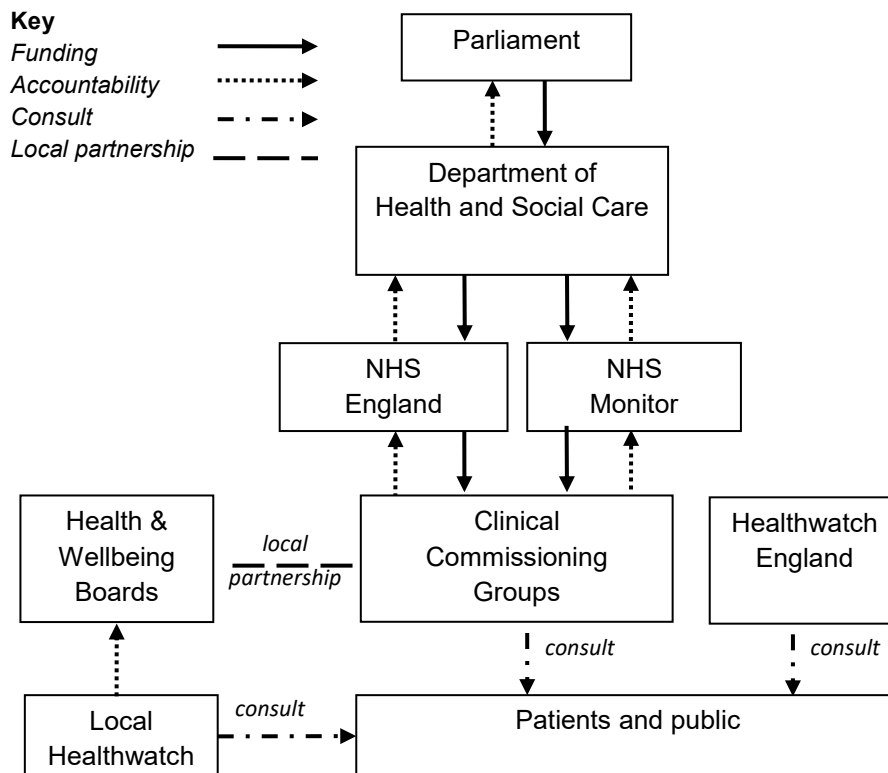 Key
Funding
Accountability
Consult
Local partnership
Parliament
Department of
Health and Social Care
NHS
England
NHS
Monitor
Health &
Wellbeing
Boards
local
partnership
Clinical
Commissioning
Groups
Healthwatch
England
consult
consult
Local
Healthwatch
consult
Patients and public